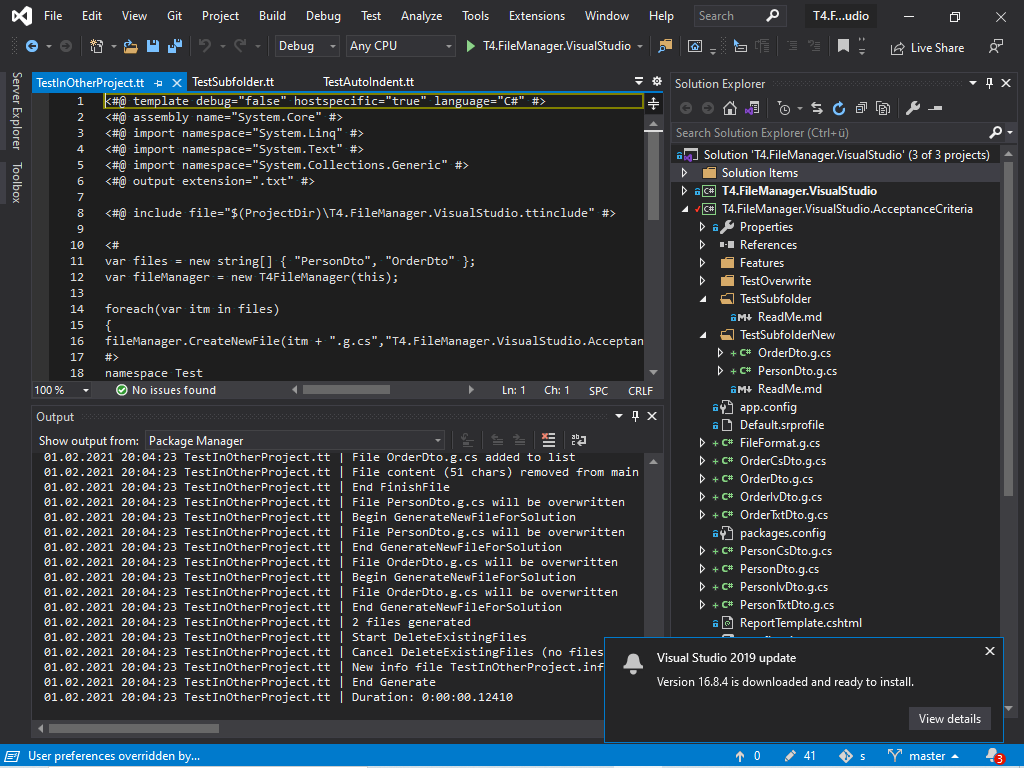 File Edit View Git Project Build Debug Test Analyze Tools Extensions Window Help Search T4.F...udio
Debug Any CPU T4.FileManager.VisualStudio Live Share
Server Explorer
Toolbox
TestInOtherProject.tt TestSubfolder.tt TestAutoIndent.tt
1 <#@ template debug="false" hostspecific="true" language="C#" #>
2 <#@ assembly name="System.Core" #>
3 <#@ import namespace="System.Linq" #>
4 <#@ import namespace="System.Text" #>
5 <#@ import namespace="System.Collections.Generic" #>
6 <#@ output extension=".txt" #>
7
8 <#@ include file="$(ProjectDir)\T4.FileManager.VisualStudio.ttinclude" #>
9
10 <#
11 var files = new string[] { "PersonDto", "OrderDto" };
12 var fileManager = new T4FileManager(this);
13
14 foreach(var itm in files)
15 {
16 fileManager.CreateNewFile(itm + ".g.cs","T4.FileManager.VisualStudio.Acceptan
17 #>
18 namespace Test
100 % No issues found Ln: 1 Ch: 1 SPC CRLF
Output
Show output from: Package Manager
01.02.2021 20:04:23 TestInOtherProject.tt | File OrderDto.g.cs added to list
01.02.2021 20:04:23 TestInOtherProject.tt | File content (51 chars) removed from main
01.02.2021 20:04:23 TestInOtherProject.tt | End FinishFile
01.02.2021 20:04:23 TestInOtherProject.tt | File PersonDto.g.cs will be overwritten
01.02.2021 20:04:23 TestInOtherProject.tt | Begin GenerateNewFileForSolution
01.02.2021 20:04:23 TestInOtherProject.tt | File PersonDto.g.cs will be overwritten
01.02.2021 20:04:23 TestInOtherProject.tt | End GenerateNewFileForSolution
01.02.2021 20:04:23 TestInOtherProject.tt | File OrderDto.g.cs will be overwritten
01.02.2021 20:04:23 TestInOtherProject.tt | Begin GenerateNewFileForSolution
01.02.2021 20:04:23 TestInOtherProject.tt | File OrderDto.g.cs will be overwritten
01.02.2021 20:04:23 TestInOtherProject.tt | End GenerateNewFileForSolution
01.02.2021 20:04:23 TestInOtherProject.tt | 2 files generated
01.02.2021 20:04:23 TestInOtherProject.tt | Start DeleteExistingFiles
01.02.2021 20:04:23 TestInOtherProject.tt | Cancel DeleteExistingFiles (no files
01.02.2021 20:04:23 TestInOtherProject.tt | New info file TestInOtherProject.inf
01.02.2021 20:04:23 TestInOtherProject.tt | End Generate
01.02.2021 20:04:23 TestInOtherProject.tt | Duration: 0:00:00.12410
Solution Explorer
Search Solution Explorer (Ctrl+ü)
Solution 'T4.FileManager.VisualStudio' (3 of 3 projects)
Solution Items
C# T4.FileManager.VisualStudio
C# T4.FileManager.VisualStudio.AcceptanceCriteria
Properties
References
Features
TestOverwrite
TestSubfolder
M ReadMe.md
TestSubfolderNew
+ C# OrderDto.g.cs
+ C# PersonDto.g.cs
M ReadMe.md
app.config
Default.srprofile
+ C# FileFormat.g.cs
+ C# OrderCsDto.g.cs
+ C# OrderDto.g.cs
+ C# OrderIvDto.g.cs
+ C# OrderTxtDto.g.cs
packages.config
+ C# PersonCsDto.g.cs
+ C# PersonDto.g.cs
+ C# PersonIvDto.g.cs
+ C# PersonTxtDto.g.cs
ReportTemplate.cshtml
Visual Studio 2019 update
Version 16.8.4 is downloaded and ready to install.
View details
User preferences overridden by... 0 41 s master 3